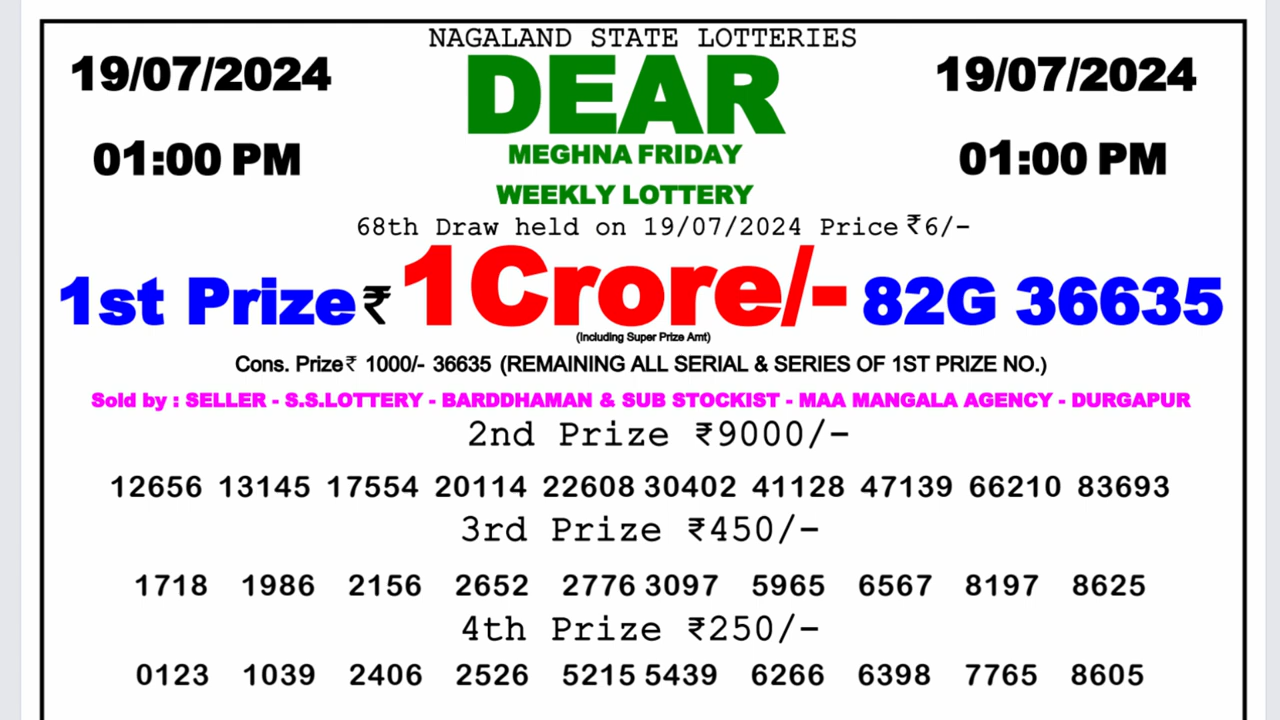 NAGALAND STATE LOTTERIES
19/07/2024 DEAR 19/07/2024
01:00 PM MEGHNA FRIDAY 01:00 PM
WEEKLY LOTTERY
68th Draw held on 19/07/2024 Price ₹6/-
1st Prize ₹ 1Crore/- 82G 36635
(Including Super Prize Amt)
Cons. Prize ₹ 1000/- 36635 (REMAINING ALL SERIAL & SERIES OF 1ST PRIZE NO.)
Sold by : SELLER - S.S.LOTTERY - BARDDHAMAN & SUB STOCKIST - MAA MANGALA AGENCY - DURGAPUR
2nd Prize ₹9000/-
12656 13145 17554 20114 22608 30402 41128 47139 66210 83693
3rd Prize ₹450/-
1718 1986 2156 2652 2776 3097 5965 6567 8197 8625
4th Prize ₹250/-
0123 1039 2406 2526 5215 5439 6266 6398 7765 8605